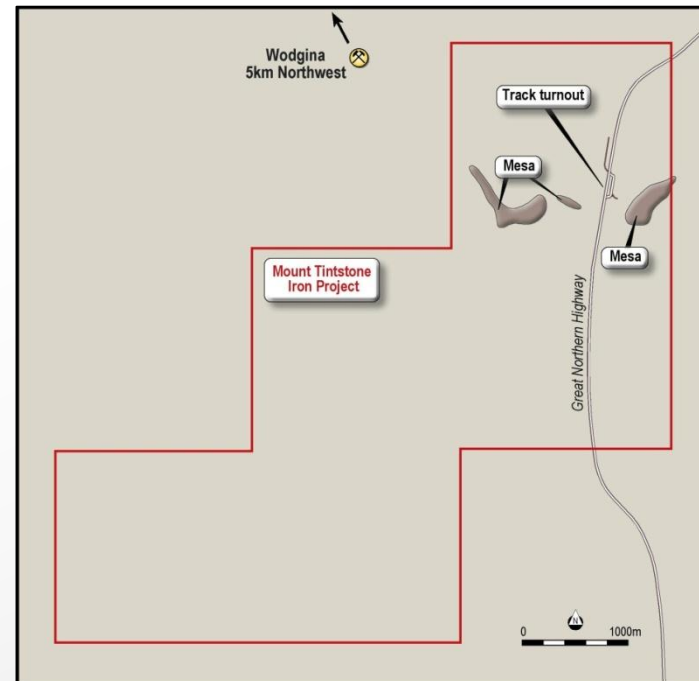 Wodgina
5km Northwest
Track turnout
Mesa
Mesa
Mount Tintstone
Iron Project
Great Northern Highway
N
0 1000m